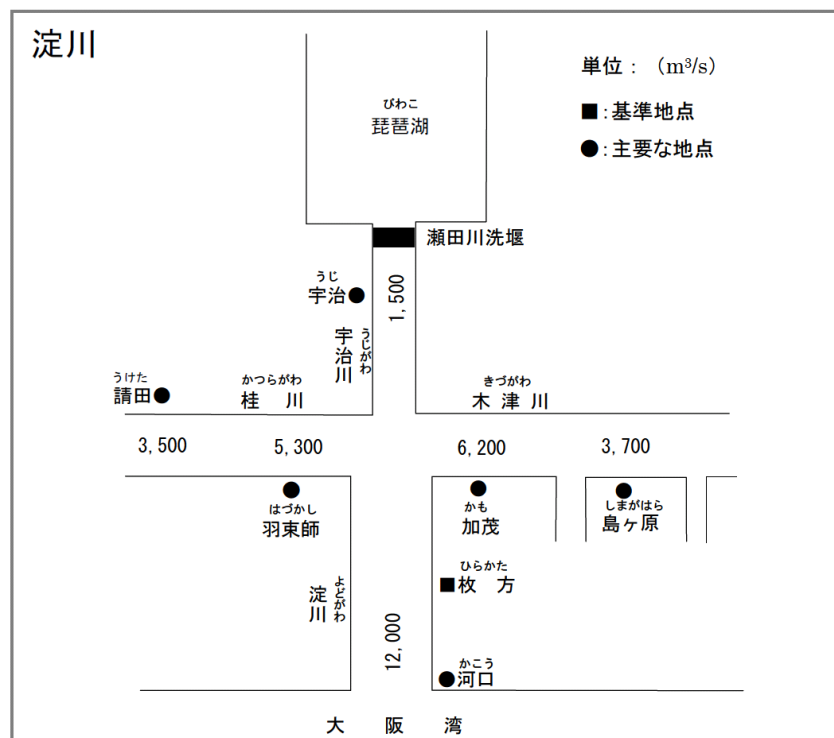 淀川
単位：（m³/s）
■：基準地点
●：主要な地点
びわこ
琵琶湖
瀬田川洗堰
うじ
宇治●
1,500
宇治川
うじがわ
うけた
請田●
かつらがわ
桂　川
きづがわ
木津川
3,500
5,300
6,200
3,700
はづかし
羽束師
かも
加茂
しまがはら
島ヶ原
ひらかた
■枚　方
淀川
よどがわ
12,000
かこう
●河口
大　阪　湾